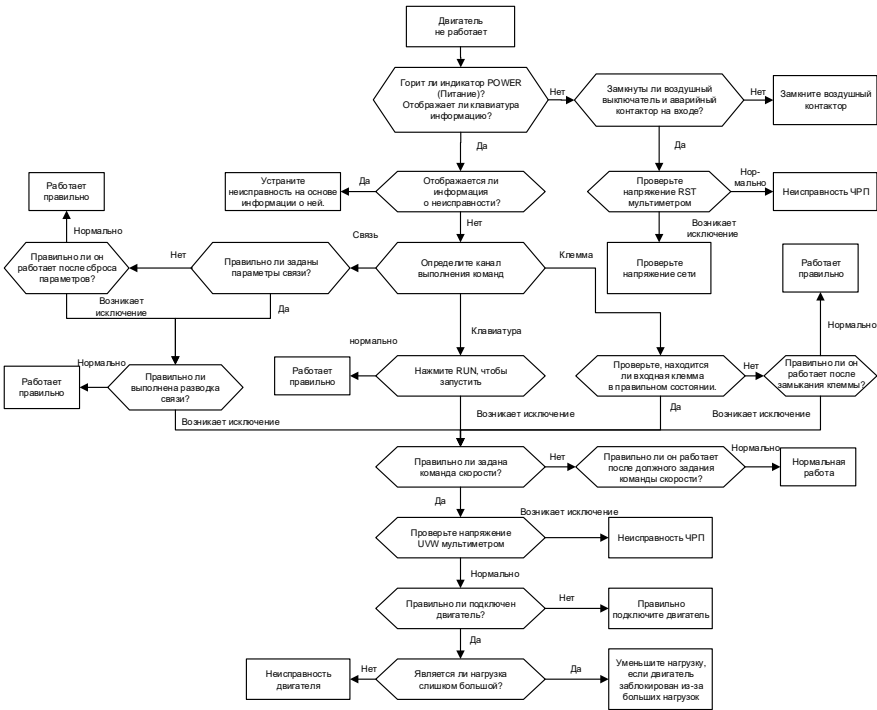 Двигатель
не работает
Горит ли индикатор POWER
(Питание)?
Отображает ли клавиатура
информацию?
Нет
Замкнуты ли воздушный
выключатель и аварийный
контактор на входе?
Нет
Замкните воздушный
контактор
Да
Да
Работает
правильно
Устраните
неисправность на основе
информации о ней.
Да
Отображается ли
информация
о неисправности?
Проверьте
напряжение RST
мультиметром
Нор-
мально
Неисправность ЧРП
Нормально
Нет
Возникает
исключение
Связь
Правильно ли он
работает после сброса
параметров?
Нет
Правильно ли заданы
параметры связи?
Определите канал
выполнения команд
Клемма
Проверьте
напряжение сети
Работает
правильно
Возникает
исключение
Да
Клавиатура
нормально
Нормально
Нормально
Работает
правильно
Правильно ли
выполнена разводка
связи?
Работает
правильно
Нажмите RUN, чтобы
запустить
Проверьте, находится
ли входная клемма
в правильном состоянии.
Нет
Правильно ли он
работает после
замыкания клеммы?
Возникает исключение
Возникает исключение
Да
Возникает исключение
Правильно ли задана
команда скорости?
Нет
Правильно ли он работает
после должного задания
команды скорости?
Нормально
Нормальная
работа
Да
Возникает исключение
Проверьте напряжение
UVW мультиметром
Неисправность ЧРП
Нормально
Правильно ли подключен
двигатель?
Нет
Правильно
подключите двигатель
Да
Неисправность
двигателя
Нет
Является ли нагрузка
слишком большой?
Да
Уменьшите нагрузку,
если двигатель
заблокирован из-за
больших нагрузок